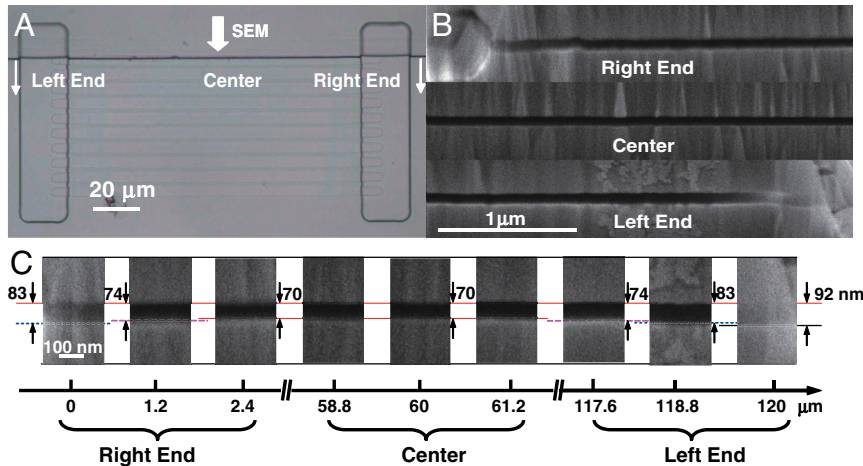 A
SEM
Left End
Center
Right End
20 μm
B
Right End
Center
1μm
Left End
C
83
74
70
70
74
83
92 nm
100 nm
0
1.2
2.4
58.8
60
61.2
117.6
118.8
120
μm
Right End
Center
Left End